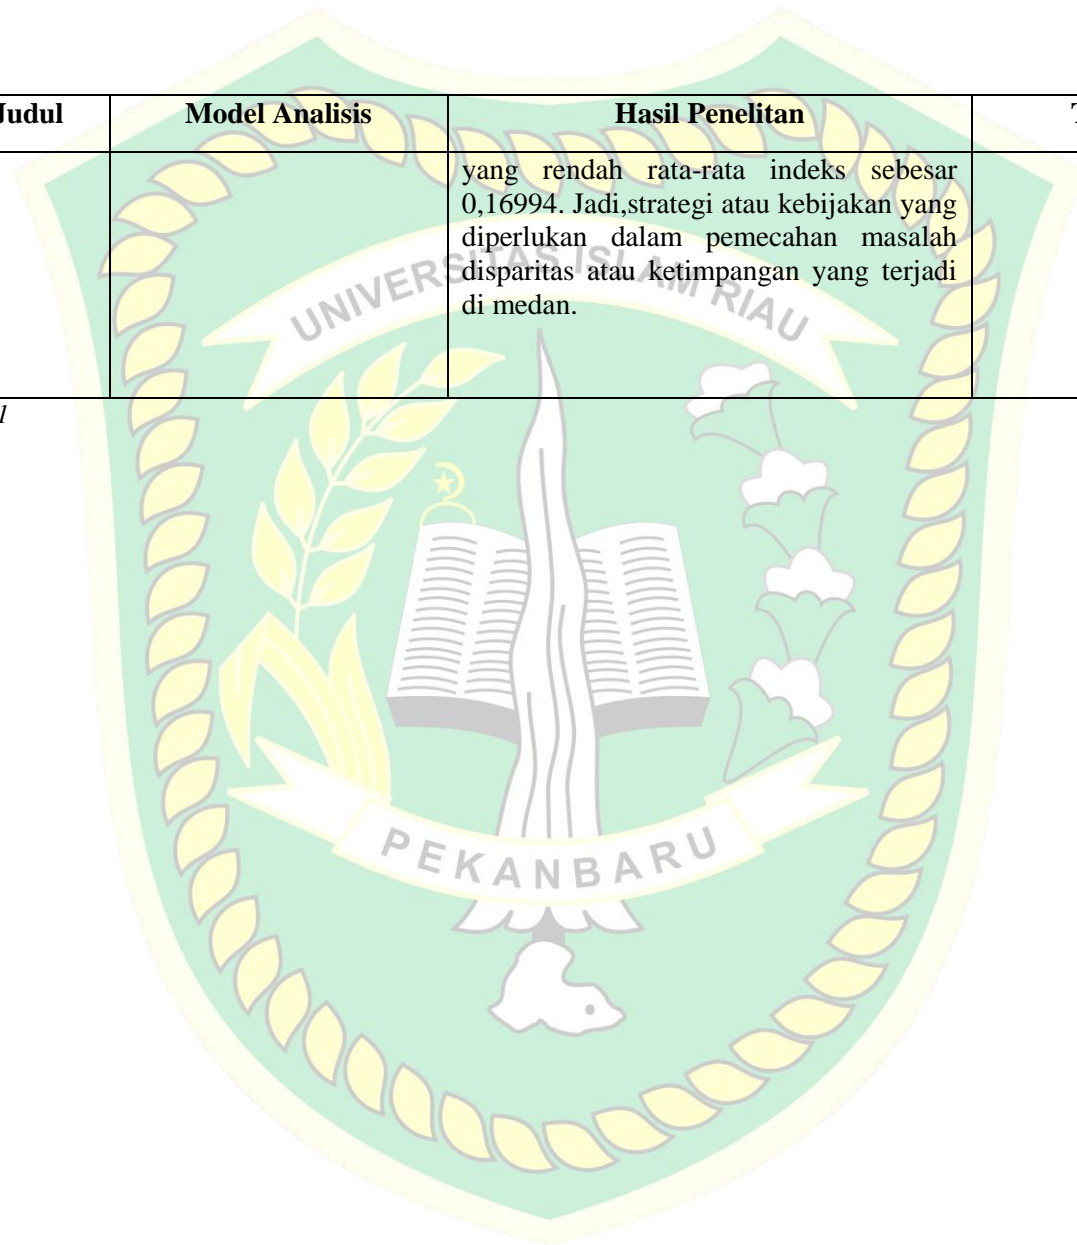 Judul Model Analisis Hasil Penelitan T
yang rendah rata-rata indeks sebesar
0,16994. Jadi,strategi atau kebijakan yang
diperlukan dalam pemecahan masalah
disparitas atau ketimpangan yang terjadi
di medan.
l
UNIVERSITAS ISLAM RIAU
PEKANBARU